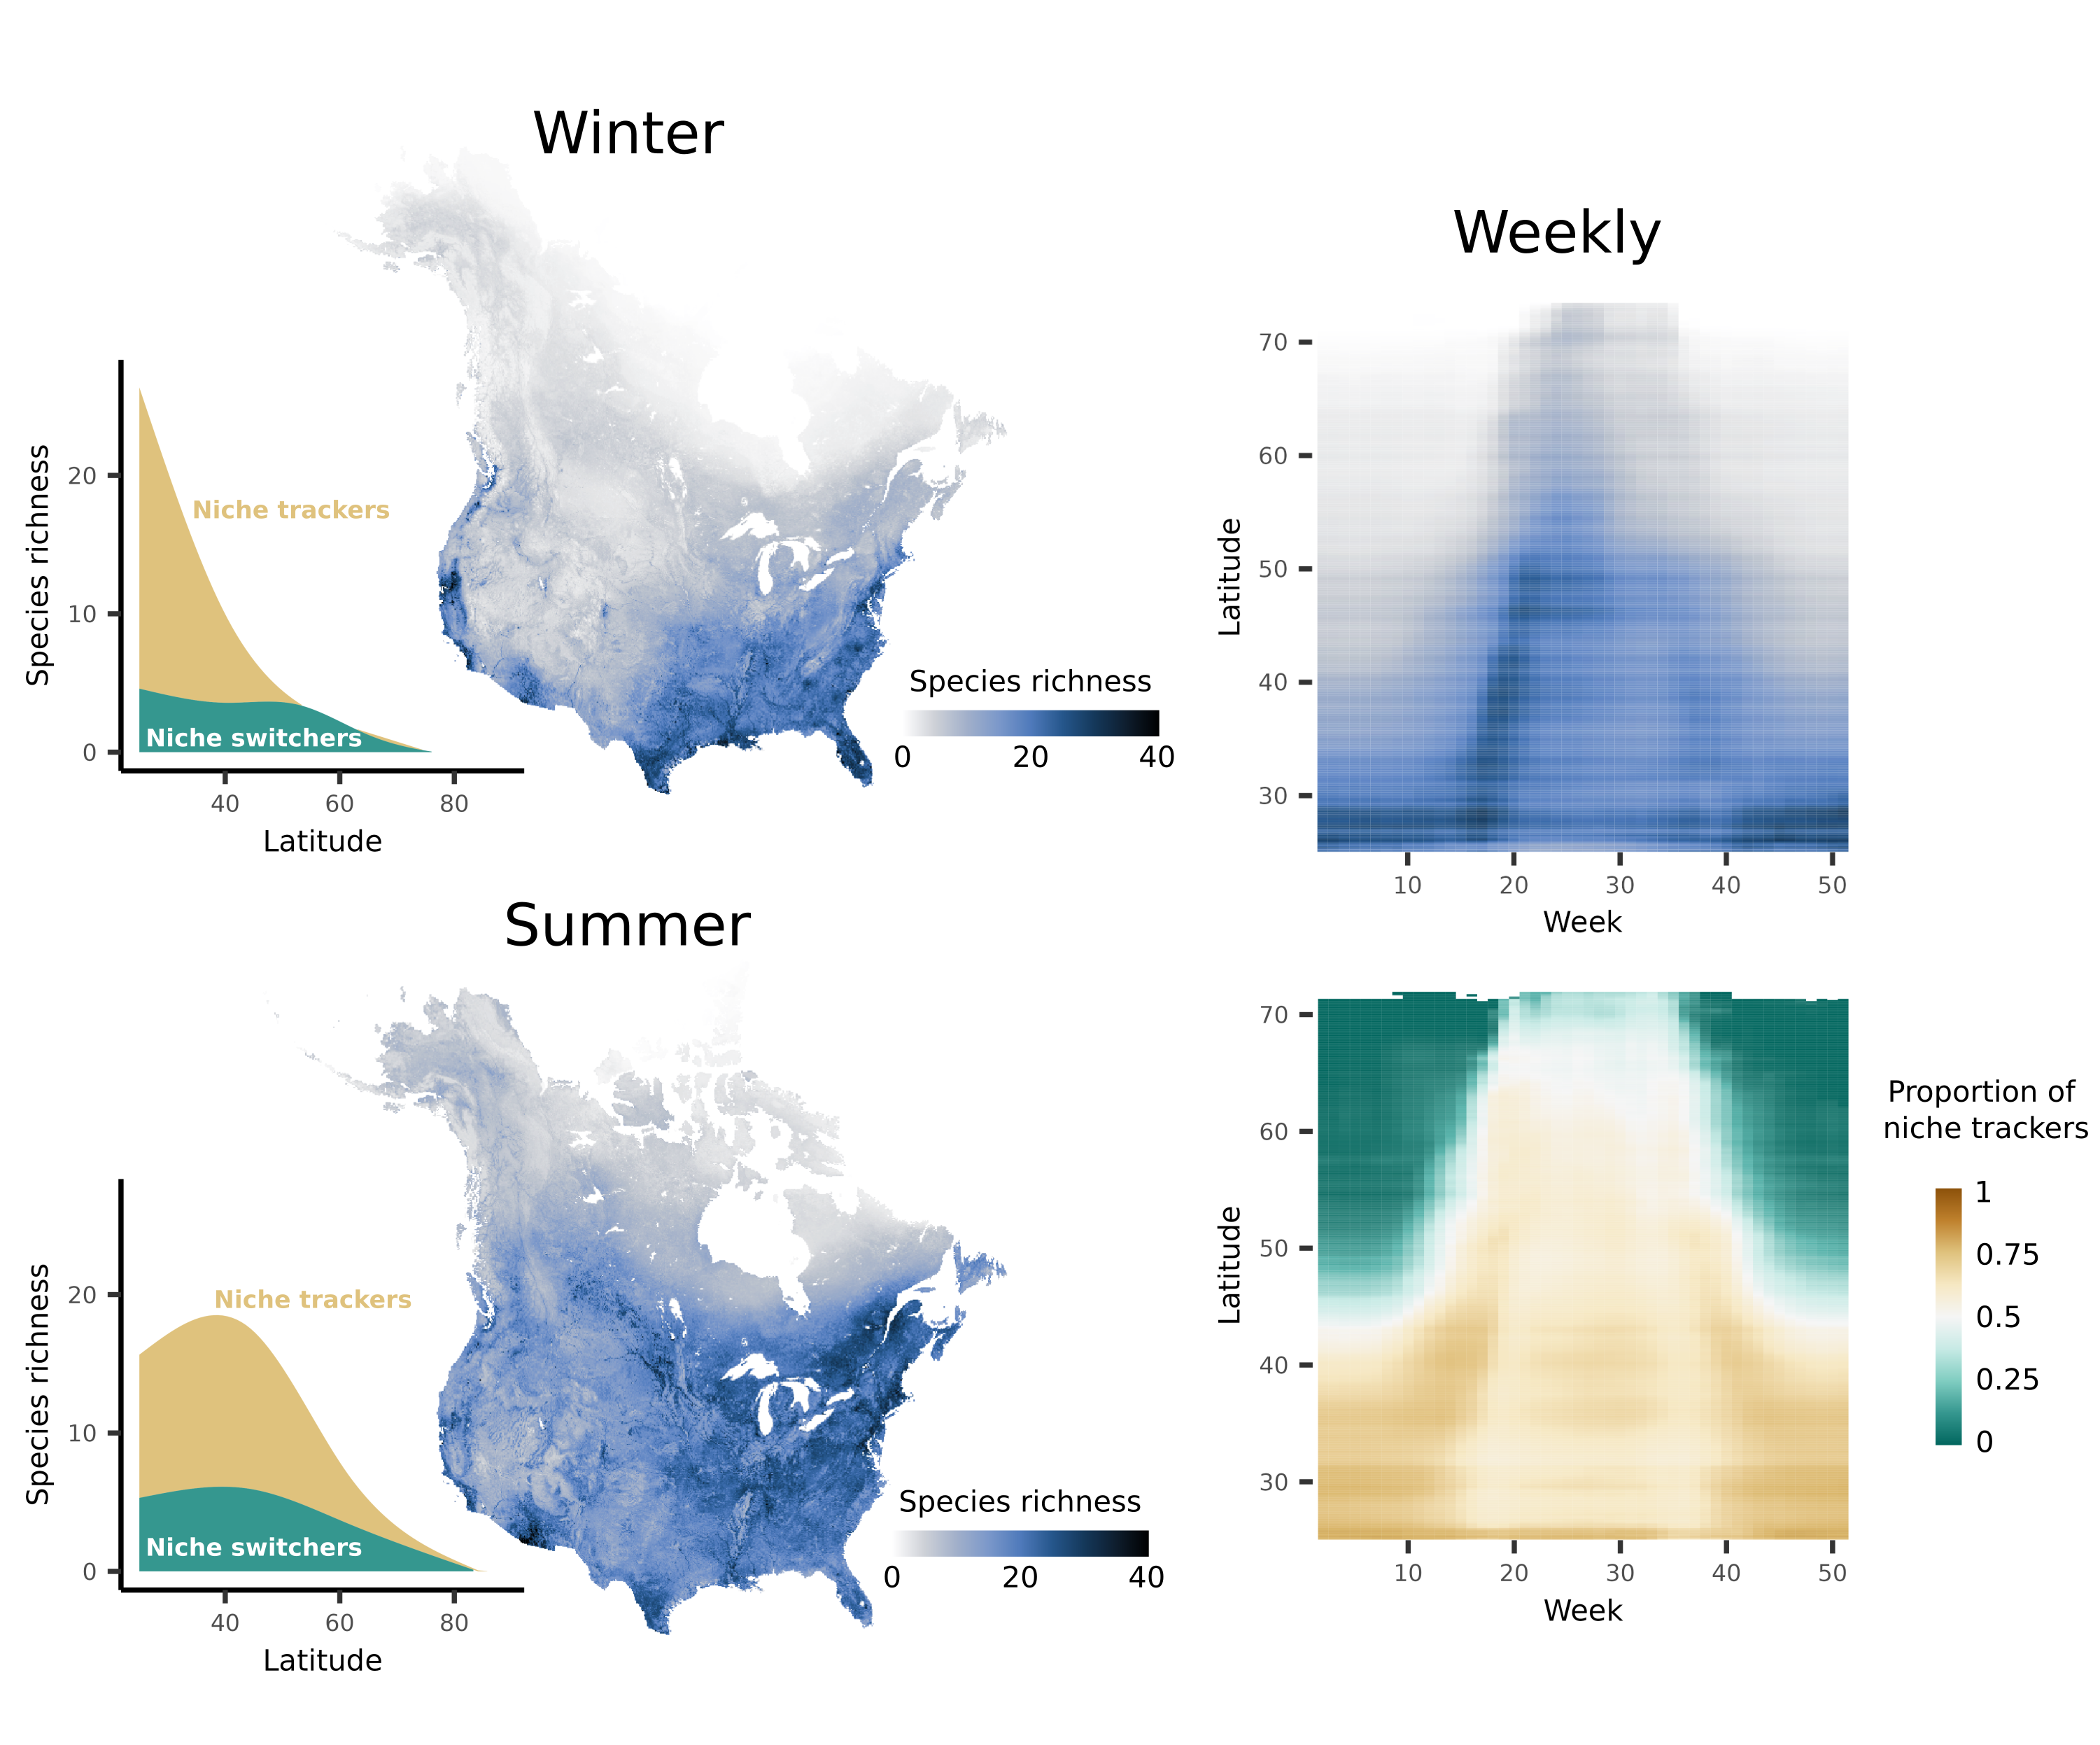 Winter
Species richness
20
10
0
Niche trackers
Niche switchers
40 60 80
Latitude
Species richness
0 20 40
Summer
Species richness
20
10
0
Niche trackers
Niche switchers
40 60 80
Latitude
Species richness
0 20 40
Weekly
Latitude
70
60
50
40
30
10 20 30 40 50
Week
Latitude
70
60
50
40
30
10 20 30 40 50
Week
Proportion of
niche trackers
1
0.75
0.5
0.25
0